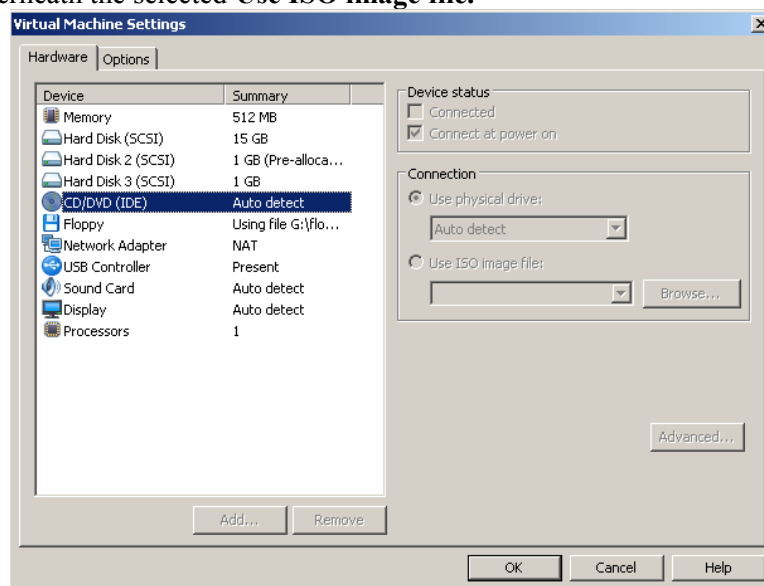 erneath the selected Use ISO image file.
Virtual Machine Settings
Hardware Options
Device Summary
Memory 512 MB
Hard Disk (SCSI) 15 GB
Hard Disk 2 (SCSI) 1 GB (Pre-alloca...
Hard Disk 3 (SCSI) 1 GB
CD/DVD (IDE) Auto detect
Floppy Using file G:\flo...
Network Adapter NAT
USB Controller Present
Sound Card Auto detect
Display Auto detect
Processors 1
Add... Remove
Device status
Connected
Connect at power on
Connection
Use physical drive:
Auto detect
Use ISO image file:
Browse...
Advanced...
OK Cancel Help